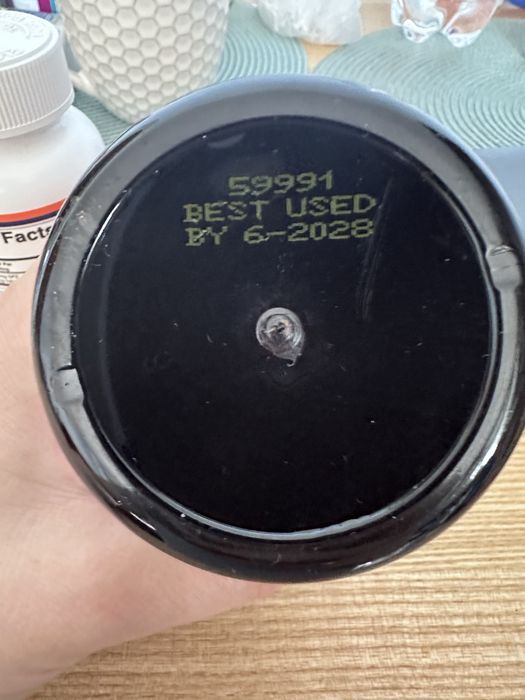 59991
BEST USED
BY 6-2028
Facts